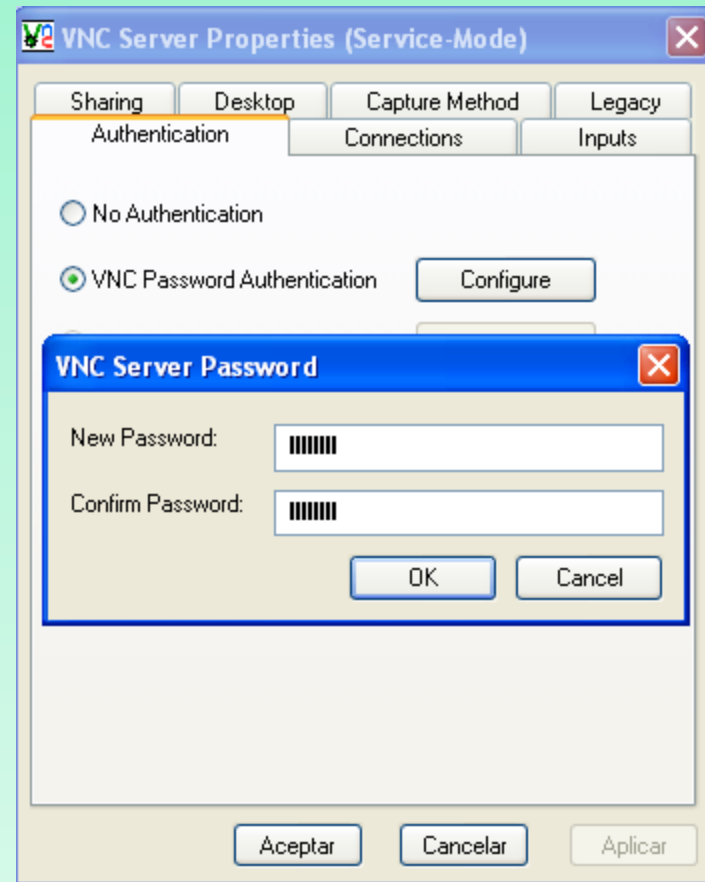 VNC Server Properties (Service-Mode)
Sharing Desktop Capture Method Legacy
Authentication Connections Inputs
No Authentication
VNC Password Authentication Configure
VNC Server Password
New Password:
Confirm Password:
OK Cancel
Aceptar Cancelar Aplicar